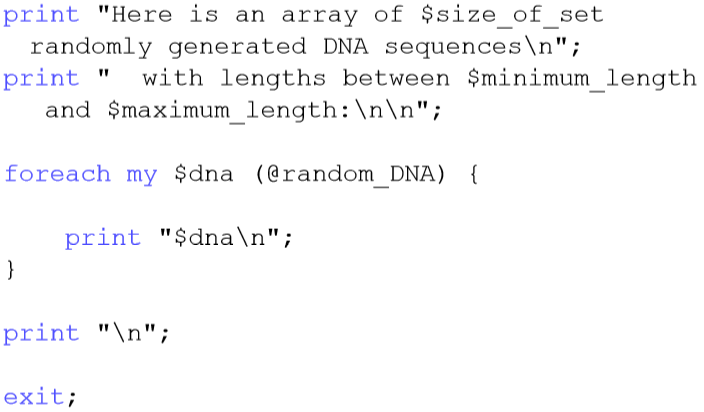 print "Here is an array of $size_of_set
randomly generated DNA sequences\n";
print "  with lengths between $minimum_length
and $maximum_length:\n\n";
foreach my $dna (@random_DNA) {
print "$dna\n";
}
print "\n";
exit;